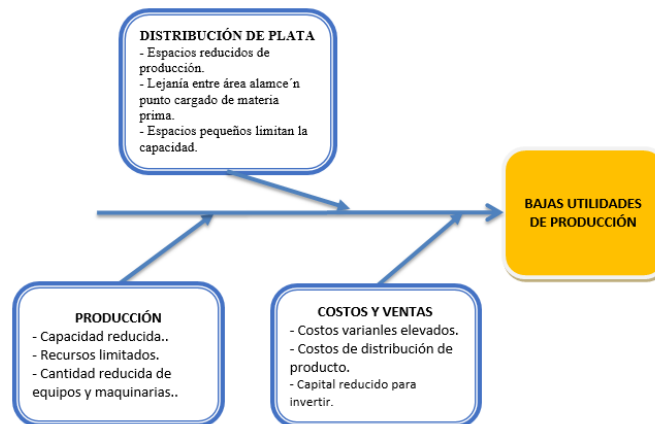 DISTRIBUCIÓN DE PLATA
- Espacios reducidos de
producción.
- Lejanía entre área alamce´n
punto cargado de materia
prima.
- Espacios pequeños limitan la
capacidad.
BAJAS UTILIDADES
DE PRODUCCIÓN
PRODUCCIÓN
- Capacidad reducida..
- Recursos limitados.
- Cantidad reducida de
equipos y maquinarias..
COSTOS Y VENTAS
- Costos varianles elevados.
- Costos de distribución de
producto.
- Capital reducido para
invertir.